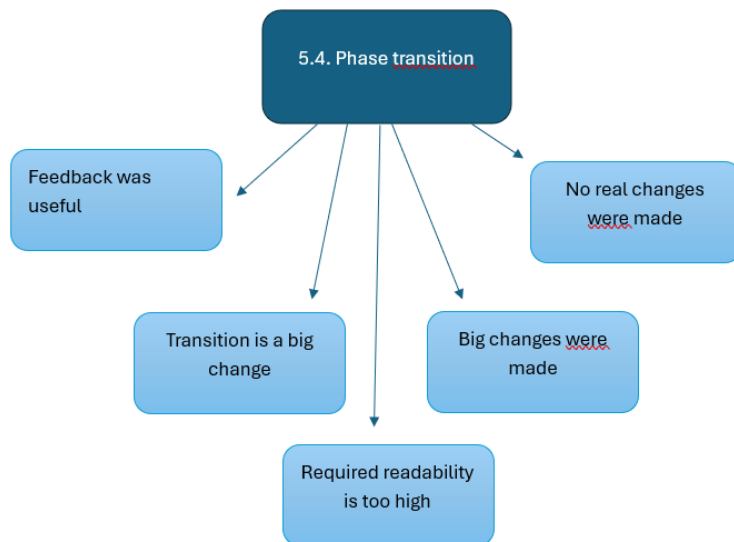 5.4. Phase transition
Feedback was
useful
No real changes
were made
Transition is a big
change
Big changes were
made
Required readability
is too high